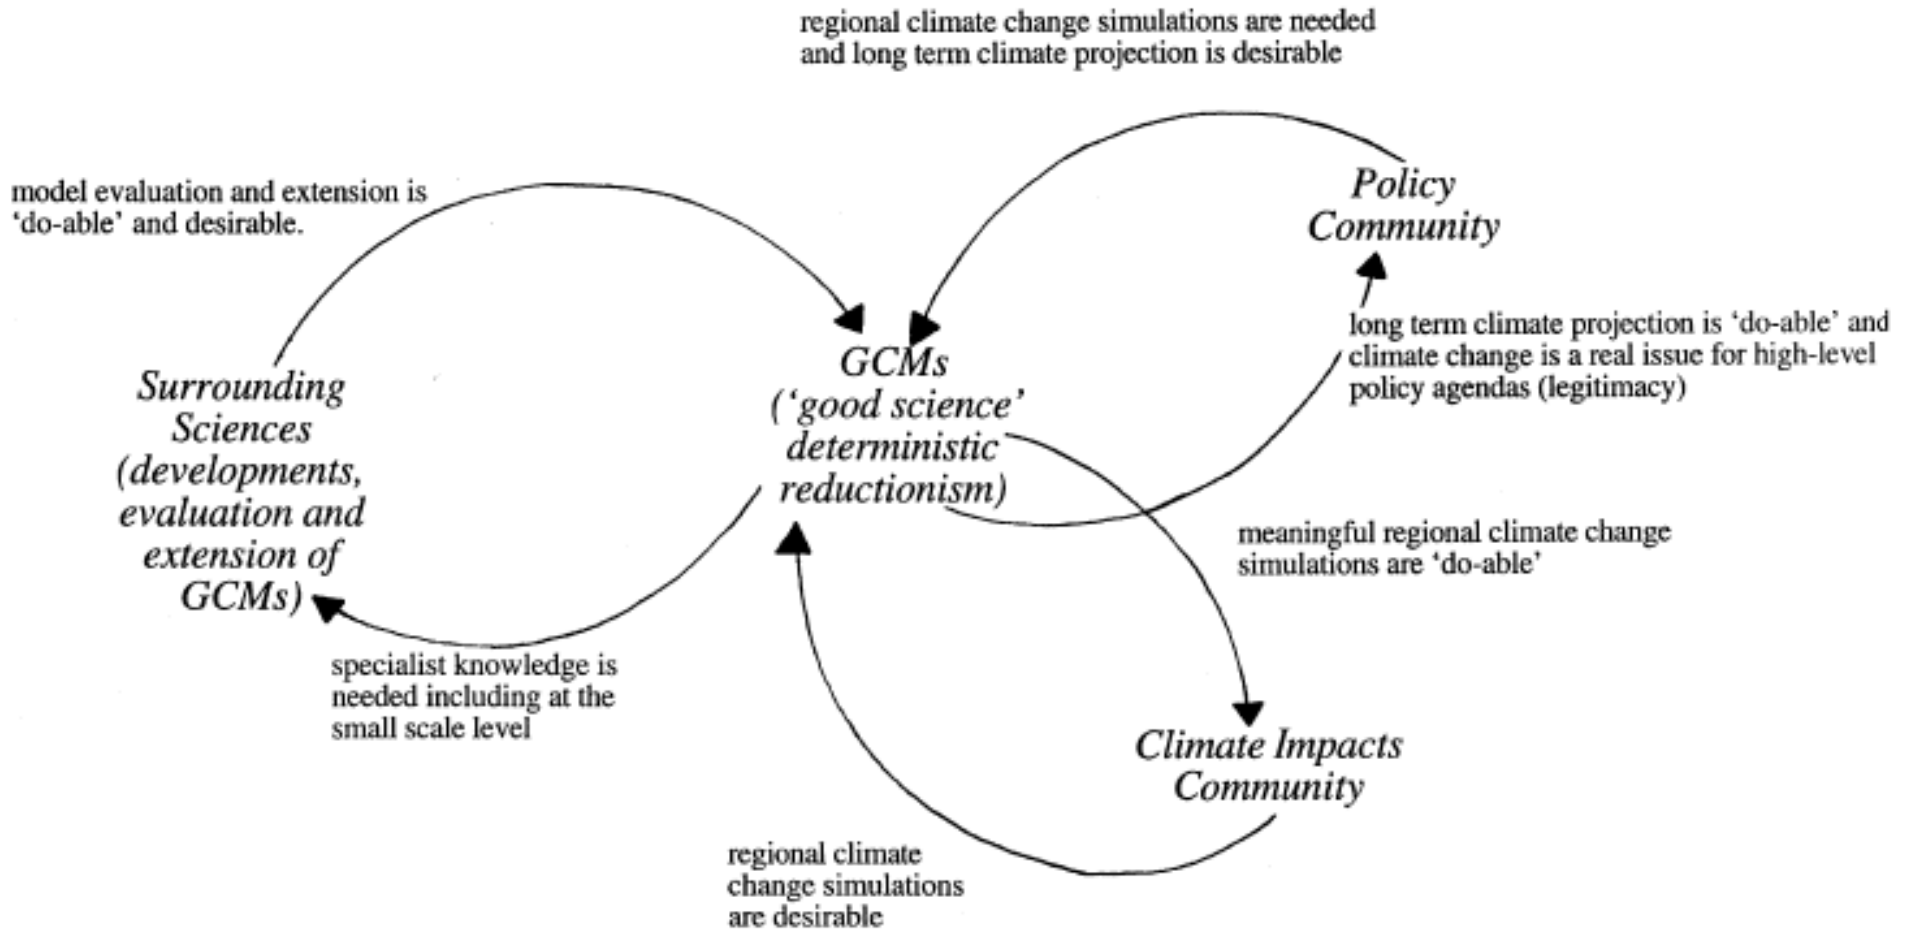 regional climate change simulations are needed
and long term climate projection is desirable
model evaluation and extension is
‘do-able’ and desirable.
Policy
Community
long term climate projection is ‘do-able’ and
climate change is a real issue for high-level
policy agendas (legitimacy)
GCMs
(‘good science’
deterministic
reductionism)
Surrounding
Sciences
(developments,
evaluation and
extension of
GCMs)
meaningful regional climate change
simulations are ‘do-able’
specialist knowledge is
needed including at the
small scale level
Climate Impacts
Community
regional climate
change simulations
are desirable